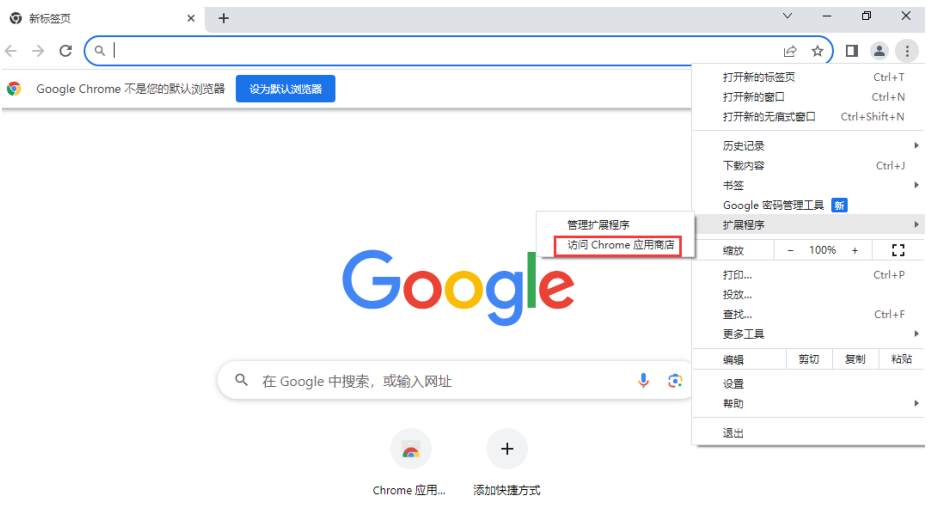 新标签页
Google Chrome 不是您的默认浏览器 设为默认浏览器
打开新的标签页 Ctrl+T
打开新的窗口 Ctrl+N
打开新的无痕式窗口 Ctrl+Shift+N
历史记录
下载内容 Ctrl+J
书签
Google 密码管理工具 新
扩展程序
管理扩展程序
访问 Chrome 应用商店
缩放 - 100% +
打印... Ctrl+P
投放...
查找... Ctrl+F
更多工具
编辑 剪切 复制 粘贴
设置
帮助
退出
Google
在 Google 中搜索，或输入网址
Chrome 应用... 添加快捷方式